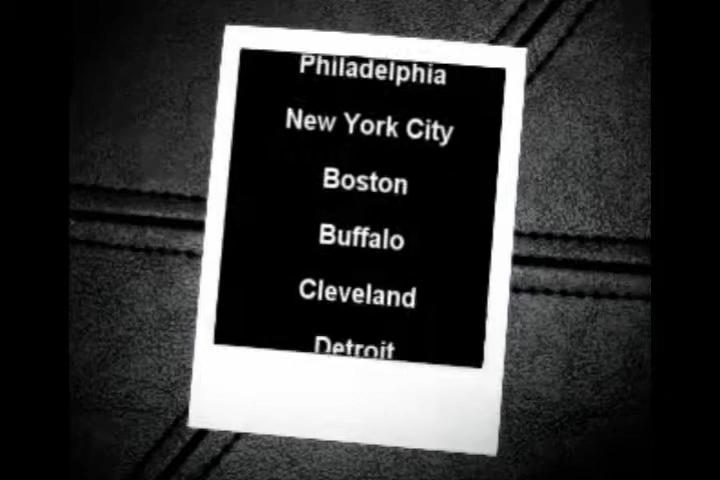 Philadelphia
New York City
Boston
Buffalo
Cleveland
Detroit